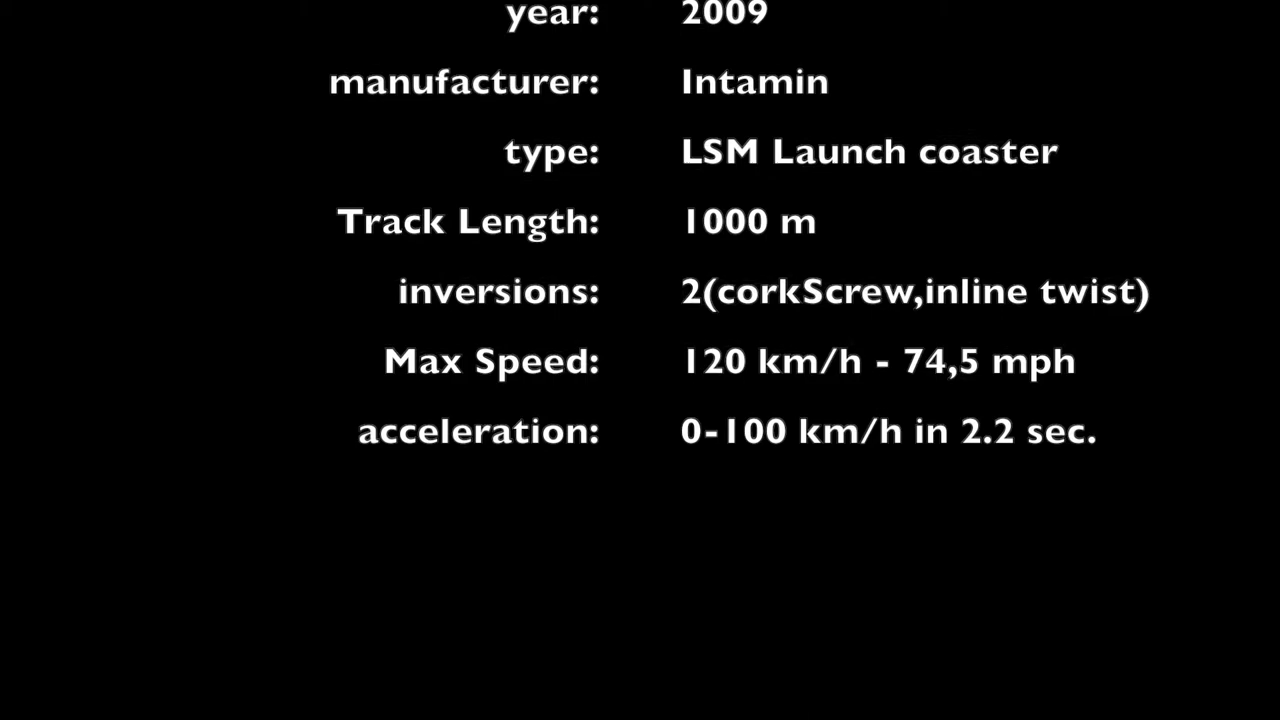 year: 2009
manufacturer: Intamin
type: LSM Launch coaster
Track Length: 1000 m
inversions: 2(corkScrew,inline twist)
Max Speed: 120 km/h - 74,5 mph
acceleration: 0-100 km/h in 2.2 sec.